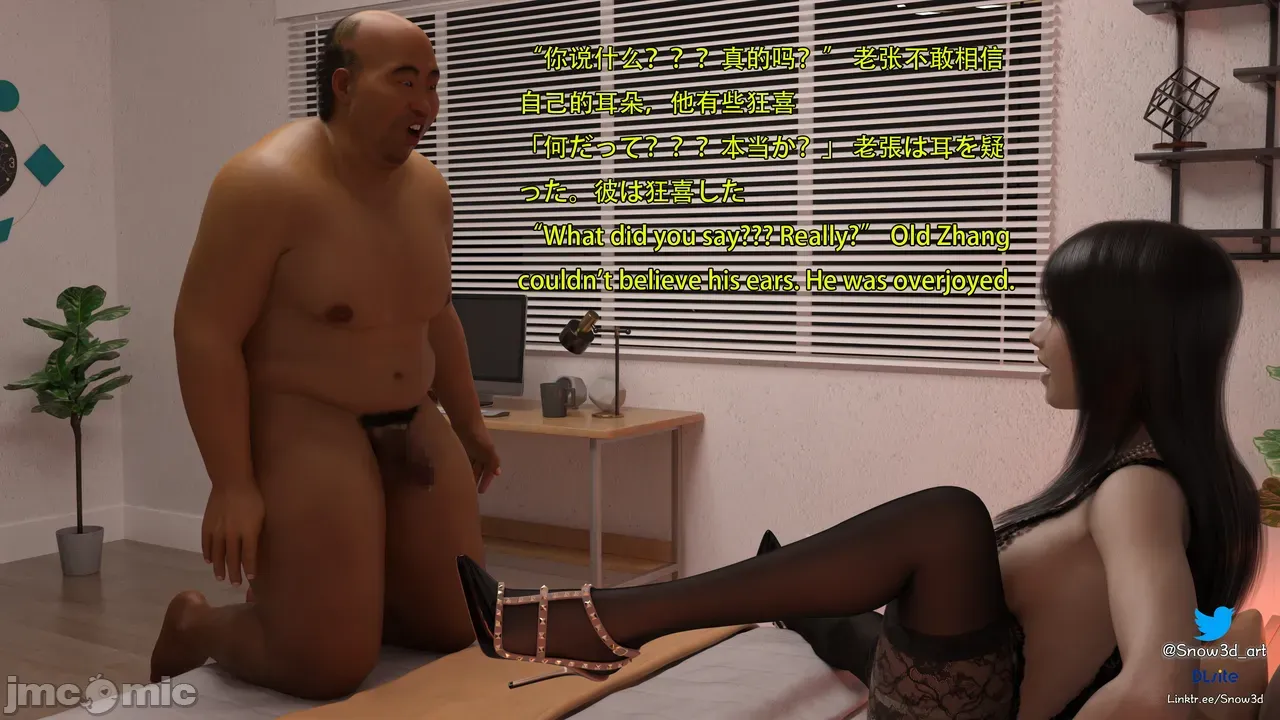 “你说什么？？？真的吗？” 老张不敢相信
自己的耳朵，他有些狂喜
「何だって？？？本当か？」 老張は耳を疑
った。彼は狂喜した
“What did you say??? Really?” Old Zhang
couldn't believe his ears. He was overjoyed.
3
@Snow3d_art
DLsite
Linktr.ee/Snow3d
jmcomic